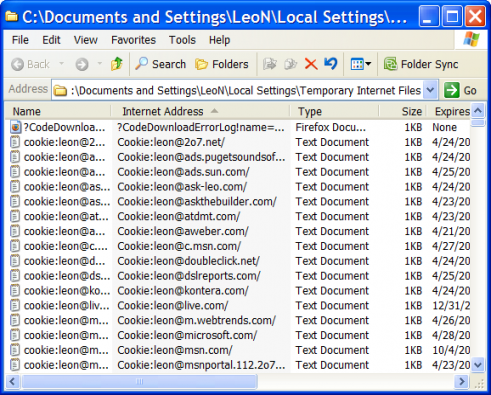 C:\Documents and Settings\LeoN\Local Settings\...
File Edit View Favorites Tools Help
Back Search Folders Folder Sync
Address :\Documents and Settings\LeoN\Local Settings\Temporary Internet Files Go
Name Internet Address Type Size Expires
?CodeDownloa... ?CodeDownloadErrorLog!name=... Firefox Docu... 1KB None
cookie:leon@2... Cookie:leon@2o7.net/ Text Document 1KB 4/24/20
cookie:leon@a... Cookie:leon@ads.pugetsoundsof... Text Document 1KB 4/24/20
cookie:leon@a... Cookie:leon@ads.sun.com/ Text Document 1KB 4/25/20
cookie:leon@as... Cookie:leon@ask-leo.com/ Text Document 1KB 4/24/20
cookie:leon@as... Cookie:leon@askthebuilder.com/ Text Document 1KB 4/23/20
cookie:leon@at... Cookie:leon@atdmt.com/ Text Document 1KB 4/23/20
cookie:leon@a... Cookie:leon@aweber.com/ Text Document 1KB 4/21/20
cookie:leon@c.... Cookie:leon@c.msn.com/ Text Document 1KB 4/27/20
cookie:leon@d... Cookie:leon@doubleclick.net/ Text Document 1KB 4/24/20
cookie:leon@ds... Cookie:leon@dslreports.com/ Text Document 1KB 4/25/20
cookie:leon@ko... Cookie:leon@kontera.com/ Text Document 1KB 4/24/20
cookie:leon@liv... Cookie:leon@live.com/ Text Document 1KB 12/31/2
cookie:leon@m... Cookie:leon@m.webtrends.com/ Text Document 1KB 4/26/20
cookie:leon@m... Cookie:leon@microsoft.com/ Text Document 1KB 4/28/20
cookie:leon@m... Cookie:leon@msn.com/ Text Document 1KB 10/4/20
cookie:leon@m... Cookie:leon@msnportal.112.2o7... Text Document 1KB 4/23/20